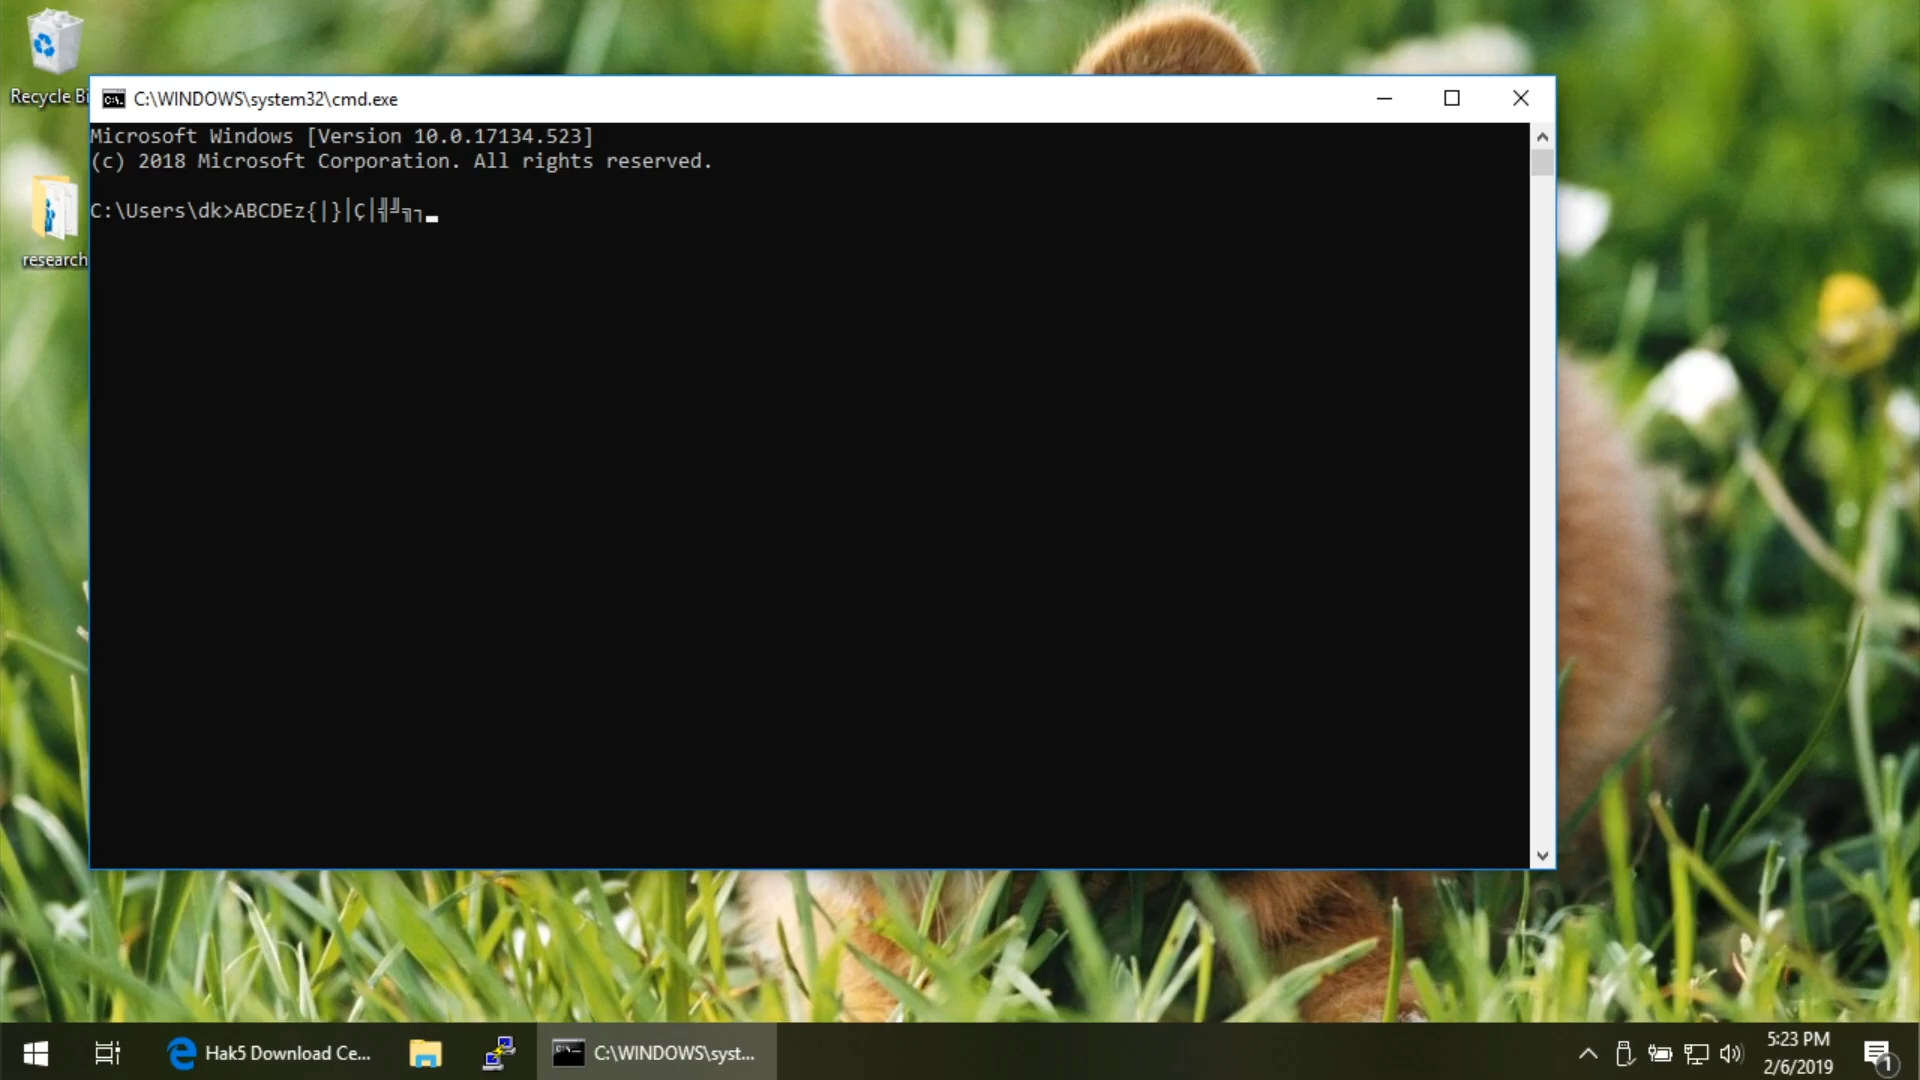 Recycle Bi
C:\WINDOWS\system32\cmd.exe
Microsoft Windows [Version 10.0.17134.523]
(c) 2018 Microsoft Corporation. All rights reserved.
C:\Users\dk>ABCDEz{|}│Ç│╣╝╗┐
research
Hak5 Download Ce...
C:\WINDOWS\syst...
5:23 PM
2/6/2019
1